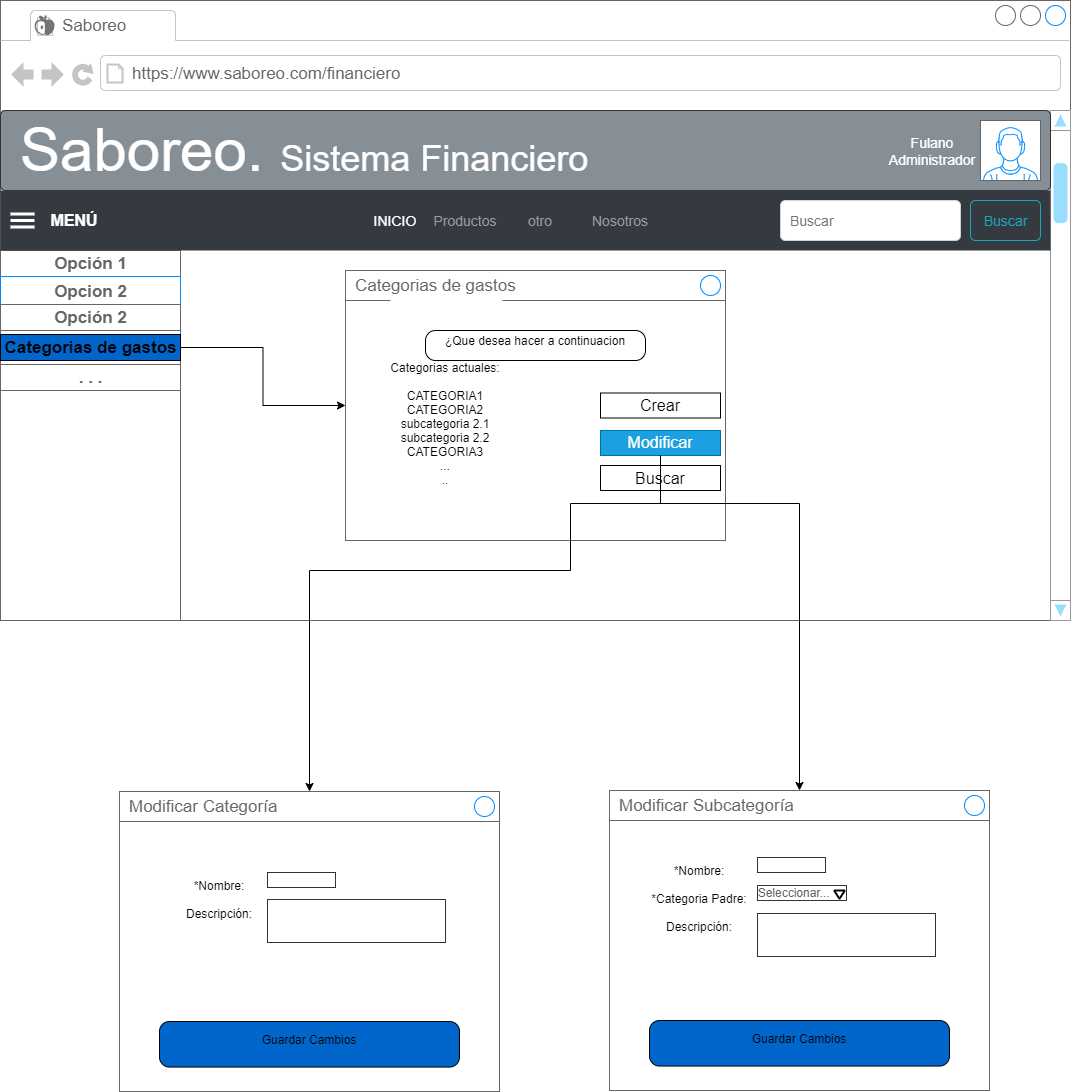 Saboreo
https://www.saboreo.com/financiero
Saboreo. Sistema Financiero
Fulano
Administrador
MENÚ
INICIO Productos otro Nosotros
Buscar
Buscar
Opción 1
Opcion 2
Opción 2
Categorias de gastos
. . .
Categorias de gastos
¿Que desea hacer a continuacion
Categorias actuales:
CATEGORIA1
CATEGORIA2
subcategoria 2.1
subcategoria 2.2
CATEGORIA3
...
..
Crear
Modificar
Buscar
Modificar Categoría
*Nombre:
Descripción:
Guardar Cambios
Modificar Subcategoría
*Nombre:
*Categoria Padre: Seleccionar...
Descripción:
Guardar Cambios